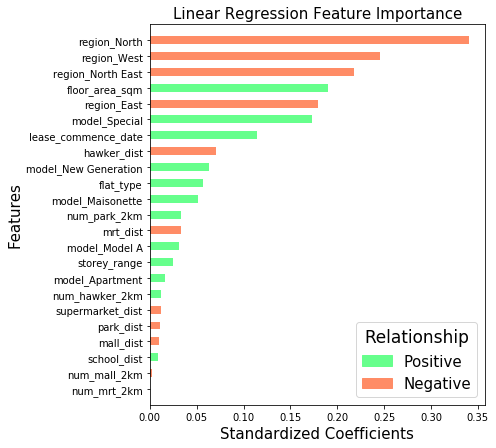 Linear Regression Feature Importance
Features
region_North
region_West
region_North East
floor_area_sqm
region_East
model_Special
lease_commence_date
hawker_dist
model_New Generation
flat_type
model_Maisonette
num_park_2km
mrt_dist
model_Model A
storey_range
model_Apartment
num_hawker_2km
supermarket_dist
park_dist
mall_dist
school_dist
num_mall_2km
num_mrt_2km
Relationship
Positive
Negative
0.00 0.05 0.10 0.15 0.20 0.25 0.30 0.35
Standardized Coefficients